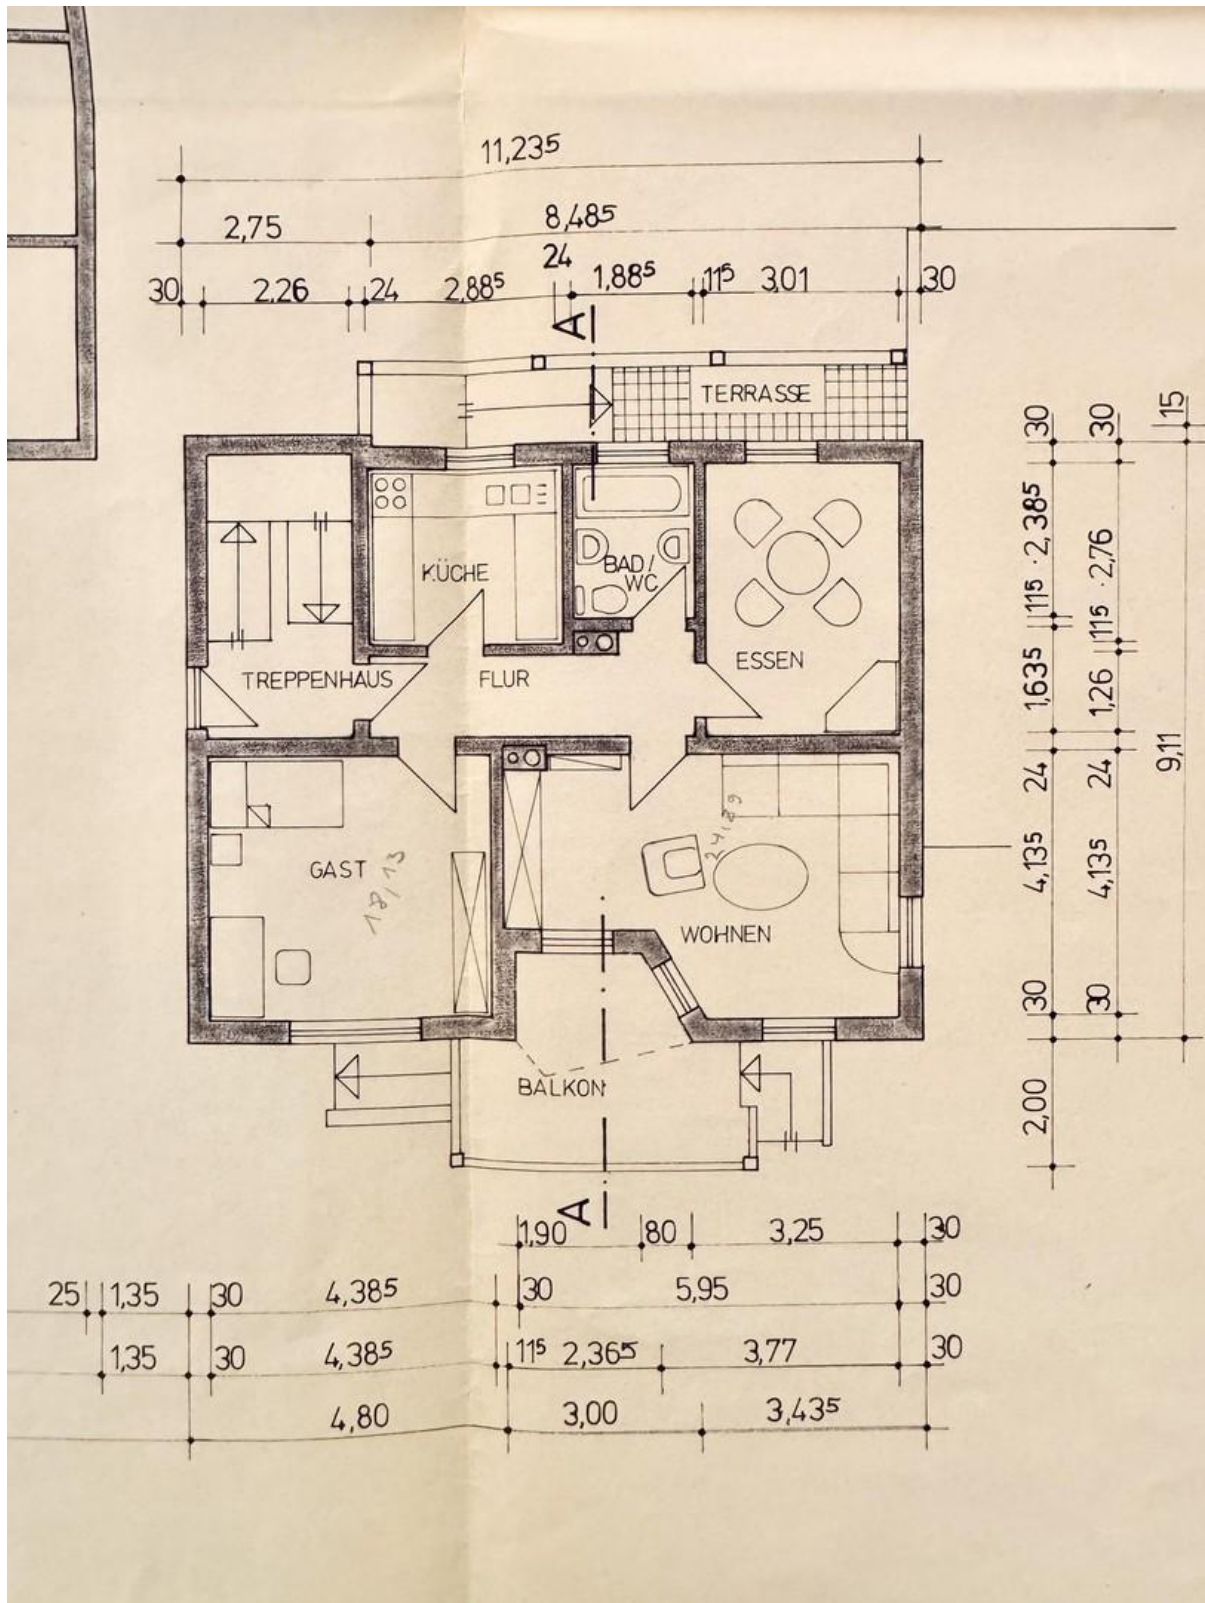 11,23⁵
2,75 8,48⁵
24
30 2,26 24 2,88⁵ 1,88⁵ 11⁵ 3,01 30
A
TERRASSE
KÜCHE
BAD/
WC
TREPPENHAUS
FLUR
ESSEN
GAST
18,13
24,89
WOHNEN
BALKON
A
30 1,63⁵ 11⁵ 2,38⁵
24
4,13⁵
30
2,00
30 1,26 11⁵ 2,76
24
4,13⁵
30
15
9,11
1,90 80 3,25 30
25 1,35 30 4,38⁵ 30 5,95 30
1,35 30 4,38⁵ 11⁵ 2,36⁵ 3,77 30
4,80 3,00 3,43⁵